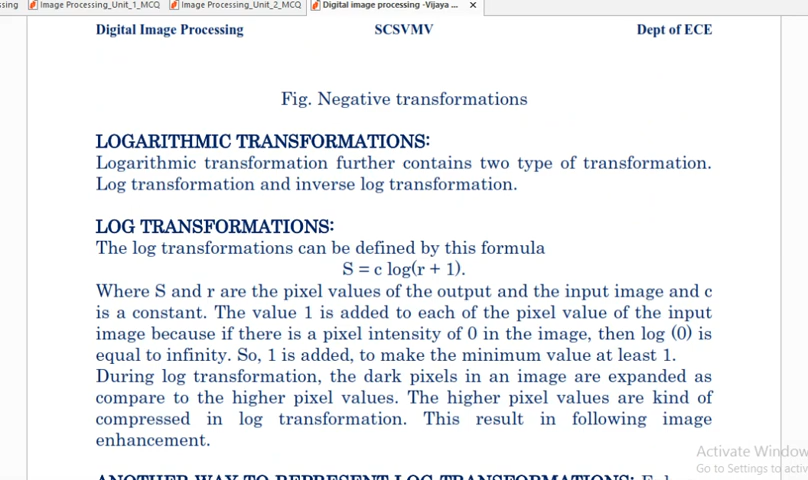 ssing Image Processing_Unit_1_MCQ Image Processing_Unit_2_MCQ Digital image processing -Vijaya ...
Digital Image Processing SCSVMV Dept of ECE
Fig. Negative transformations
LOGARITHMIC TRANSFORMATIONS:
Logarithmic transformation further contains two type of transformation.
Log transformation and inverse log transformation.
LOG TRANSFORMATIONS:
The log transformations can be defined by this formula
S = c log(r + 1).
Where S and r are the pixel values of the output and the input image and c
is a constant. The value 1 is added to each of the pixel value of the input
image because if there is a pixel intensity of 0 in the image, then log (0) is
equal to infinity. So, 1 is added, to make the minimum value at least 1.
During log transformation, the dark pixels in an image are expanded as
compare to the higher pixel values. The higher pixel values are kind of
compressed in log transformation. This result in following image
enhancement.
Activate Window
Go to Settings to activ
ANOTHER WAY TO REPRESENT LOG TRANSFORMATIONS: